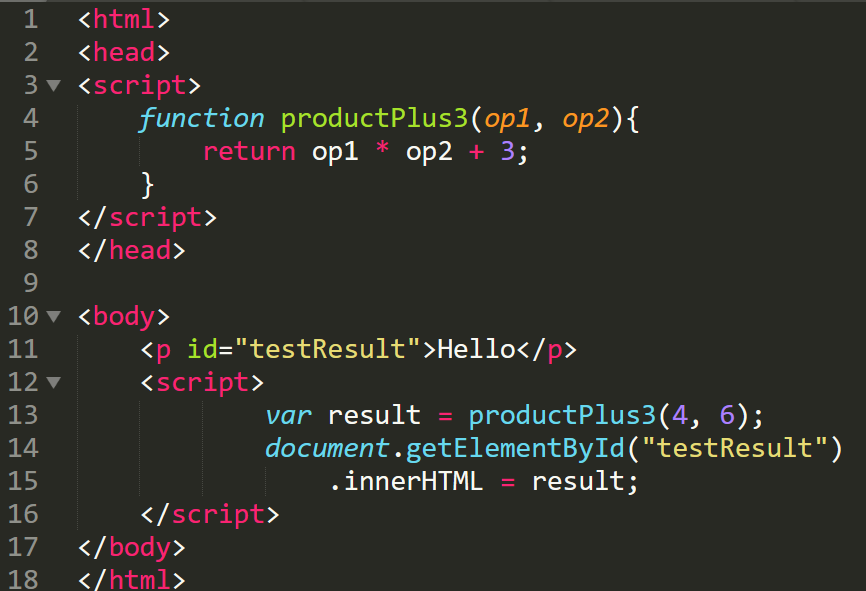 1 <html>
2 <head>
3 <script>
4     function productPlus3(op1, op2){
5         return op1 * op2 + 3;
6     }
7 </script>
8 </head>
9
10 <body>
11     <p id="testResult">Hello</p>
12     <script>
13             var result = productPlus3(4, 6);
14             document.getElementById("testResult")
15                 .innerHTML = result;
16     </script>
17 </body>
18 </html>